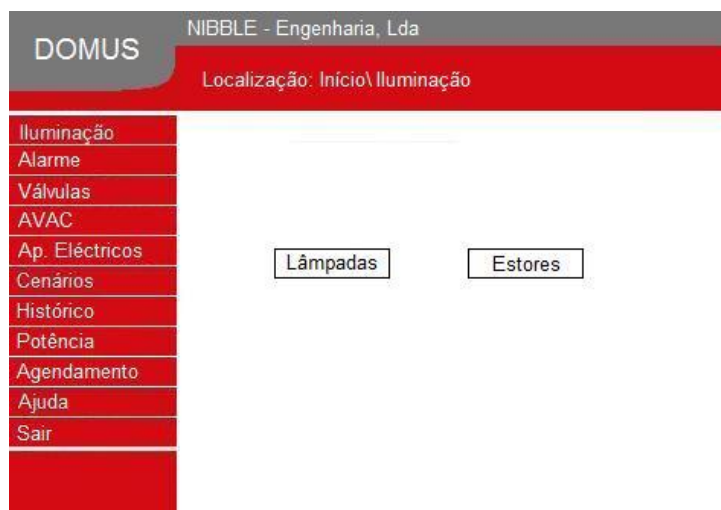 DOMUS
NIBBLE - Engenharia, Lda
Localização: Início\Iluminação
Iluminação
Alarme
Válvulas
AVAC
Ap. Eléctricos
Cenários
Histórico
Potência
Agendamento
Ajuda
Sair
Lâmpadas
Estores